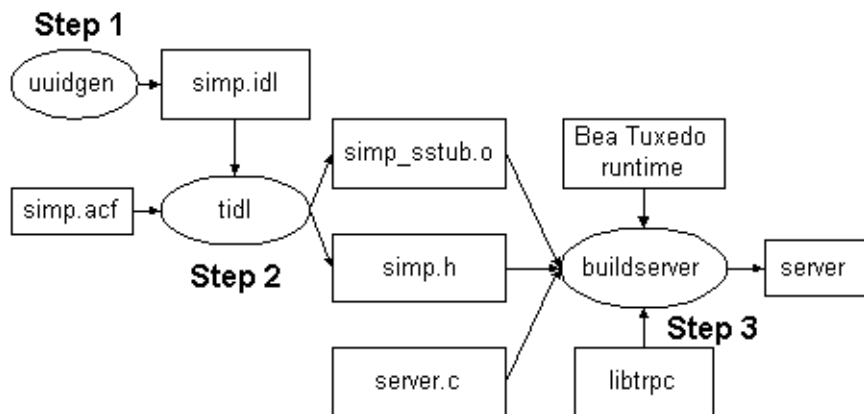 Step 1
uuidgen
simp.idl
simp_sstub.o
Bea Tuxedo
runtime
simp.acf
tidl
Step 2
simp.h
buildserver
server
Step 3
server.c
libtrpc